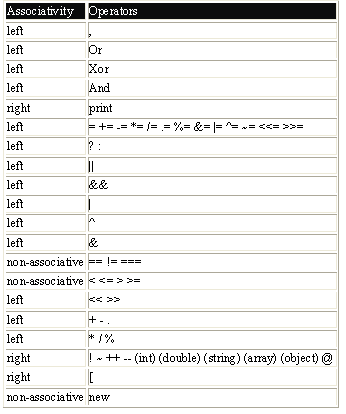 Associativity Operators
left ,
left Or
left Xor
left And
right print
left = += -= *= /= .= %= &= |= ^= ~= <<= >>=
left ? :
left ||
left &&
left |
left ^
left &
non-associative == != ===
non-associative < <= > >=
left << >>
left + - .
left * / %
right ! ~ ++ -- (int) (double) (string) (array) (object) @
right [
non-associative new